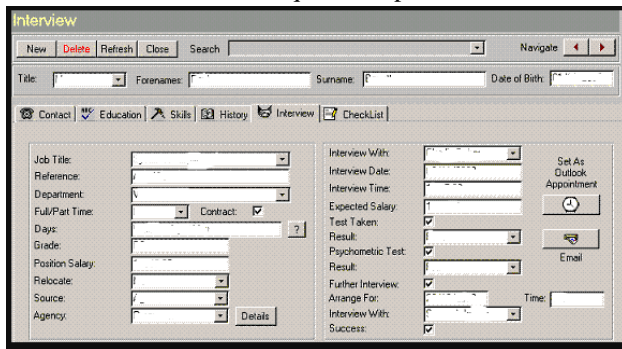 Interview
New Delete Refresh Close Search Navigate
Title: Forenames: Surname: Date of Birth:
Contact Education Skills History Interview CheckList
Job Title:
Reference:
Department:
Full/Part Time: Contract:
Days: ?
Grade:
Position Salary:
Relocate:
Source:
Agency: Details
Interview With:
Interview Date:
Interview Time:
Expected Salary:
Test Taken:
Result:
Psychometric Test:
Result:
Further Interview:
Arrange For: Time:
Interview With:
Success:
Set As
Outlook
Appointment
Email